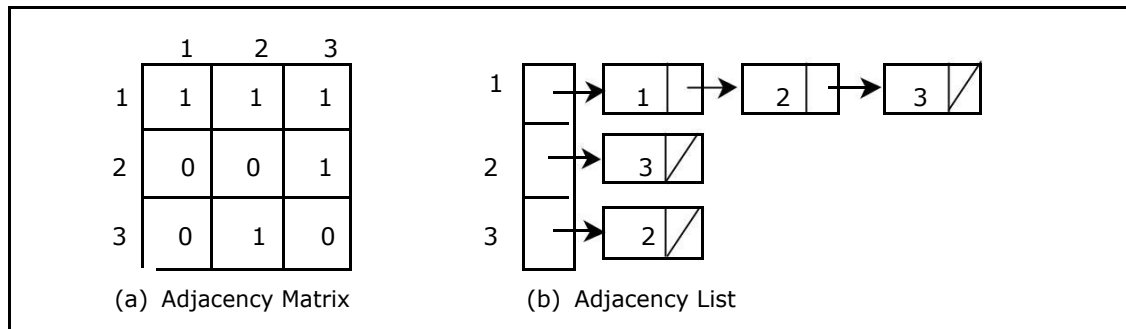 1 2 3
1 1 1 1
2 0 0 1
3 0 1 0
(a) Adjacency Matrix
1 1 2 3
2 3
3 2
(b) Adjacency List